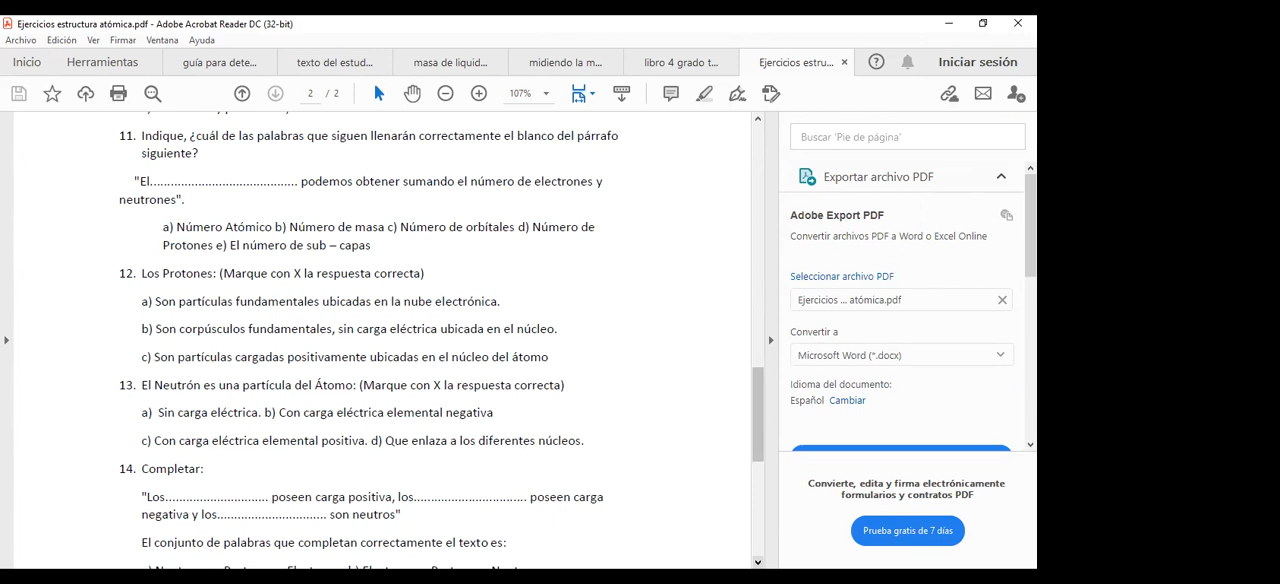 Ejercicios estructura atómica.pdf - Adobe Acrobat Reader DC (32-bit)
Archivo Edición Ver Firmar Ventana Ayuda
Inicio Herramientas guía para dete... texto del estud... masa de liquid... midiendo la m... libro 4 grado t... Ejercicios estru... Iniciar sesión
2 / 2 107%
11. Indique, ¿cuál de las palabras que siguen llenarán correctamente el blanco del párrafo
siguiente?
"El........................................... podemos obtener sumando el número de electrones y
neutrones".
a) Número Atómico b) Número de masa c) Número de orbítales d) Número de
Protones e) El número de sub – capas
12. Los Protones: (Marque con X la respuesta correcta)
a) Son partículas fundamentales ubicadas en la nube electrónica.
b) Son corpúsculos fundamentales, sin carga eléctrica ubicada en el núcleo.
c) Son partículas cargadas positivamente ubicadas en el núcleo del átomo
13. El Neutrón es una partícula del Átomo: (Marque con X la respuesta correcta)
a) Sin carga eléctrica. b) Con carga eléctrica elemental negativa
c) Con carga eléctrica elemental positiva. d) Que enlaza a los diferentes núcleos.
14. Completar:
"Los.............................. poseen carga positiva, los................................. poseen carga
negativa y los................................ son neutros"
El conjunto de palabras que completan correctamente el texto es:
Buscar 'Pie de página'
Exportar archivo PDF
Adobe Export PDF
Convertir archivos PDF a Word o Excel Online
Seleccionar archivo PDF
Ejercicios ... atómica.pdf
Convertir a
Microsoft Word (*.docx)
Idioma del documento:
Español Cambiar
Convierte, edita y firma electrónicamente
formularios y contratos PDF
Prueba gratis de 7 días